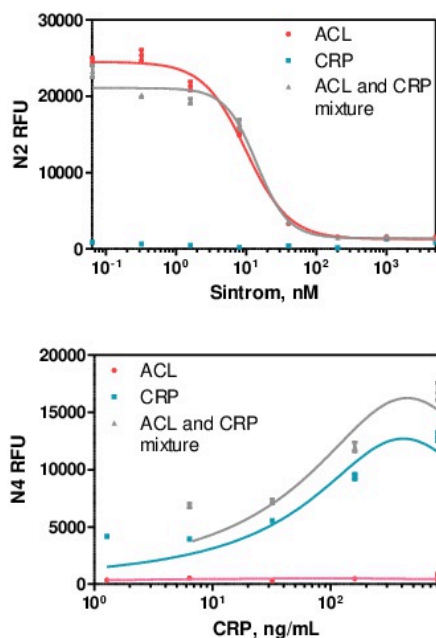 30000
20000
10000
0
N2 RFU
ACL
CRP
ACL and CRP
mixture
10⁻¹ 10⁰ 10¹ 10² 10³
Sintrom, nM
20000
15000
10000
5000
0
N4 RFU
ACL
CRP
ACL and CRP
mixture
10⁰ 10¹ 10²
CRP, ng/mL